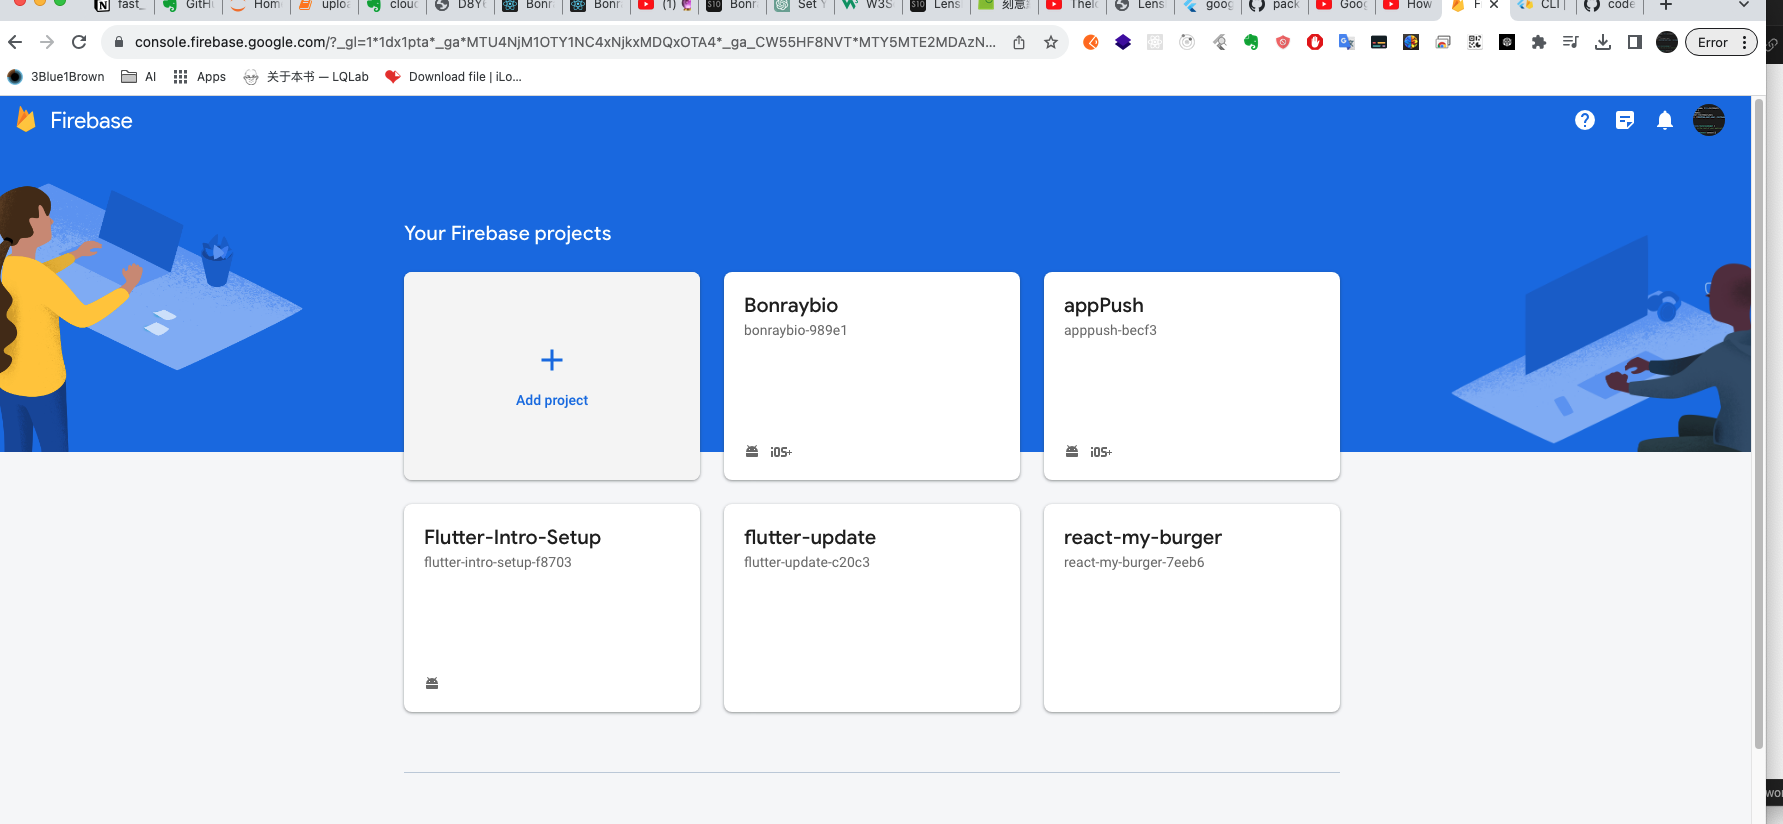 fast_
GitH
Hom
uplo
clou
D8Y
Bonr
Bonr
(1)
Bonr
Set Y
W3S
Lens
刻意
Thel
Lens
goog
pack
Goog
How
F
CLI
code
console.firebase.google.com/?_gl=1*1dx1pta*_ga*MTU4NjM1OTY1NC4xNjkxMDQxOTA4*_ga_CW55HF8NVT*MTY5MTE2MDAzN...
Error
3Blue1Brown
AI
Apps
关于本书 — LQLab
Download file | iLo...
Firebase
Your Firebase projects
Add project
Bonraybio
bonraybio-989e1
iOS+
appPush
apppush-becf3
iOS+
Flutter-Intro-Setup
flutter-intro-setup-f8703
flutter-update
flutter-update-c20c3
react-my-burger
react-my-burger-7eeb6